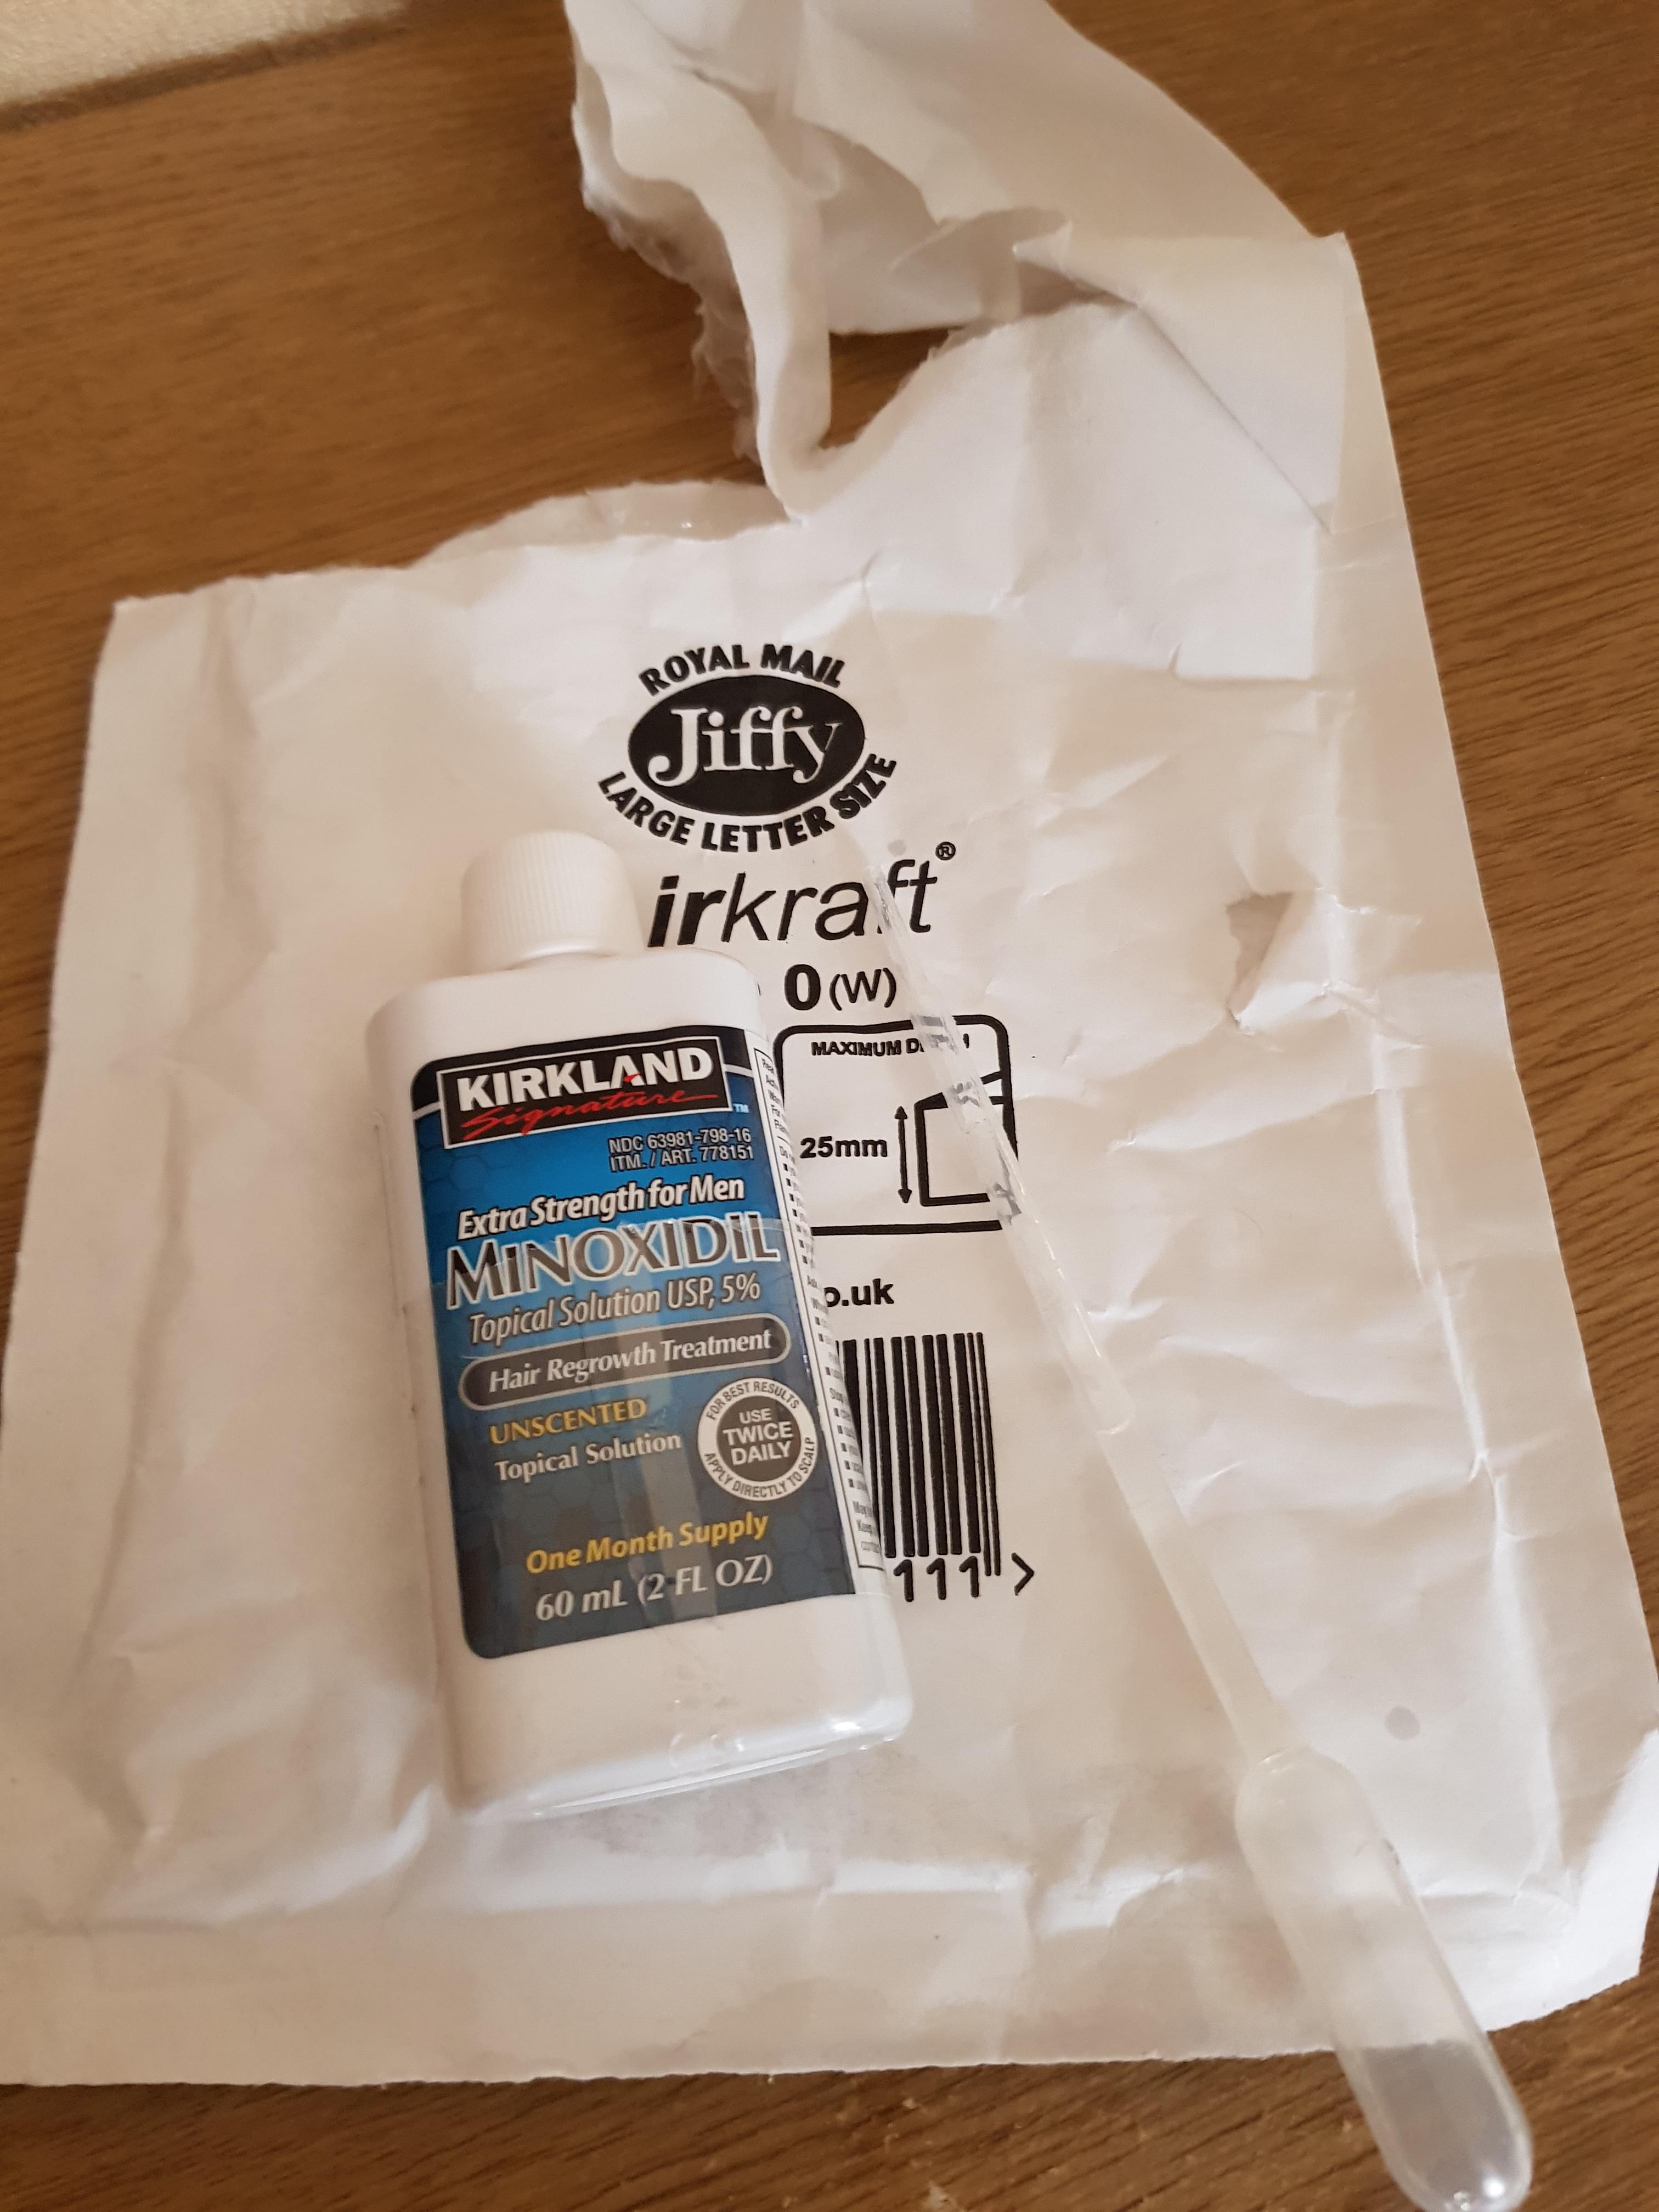 ROYAL MAIL
Jiffy
LARGE LETTER SIZE
irkraft®
0 (W)
MAXIMUM
25mm
o.uk
111 >
KIRKLAND
Signature™
NDC 63981-798-16
ITM. / ART. 778151
Extra Strength for Men
MINOXIDIL
Topical Solution USP, 5%
Hair Regrowth Treatment
UNSCENTED
Topical Solution
FOR BEST RESULTS
USE
TWICE
DAILY
APPLY DIRECTLY TO SCALP
One Month Supply
60 mL (2 FL OZ)